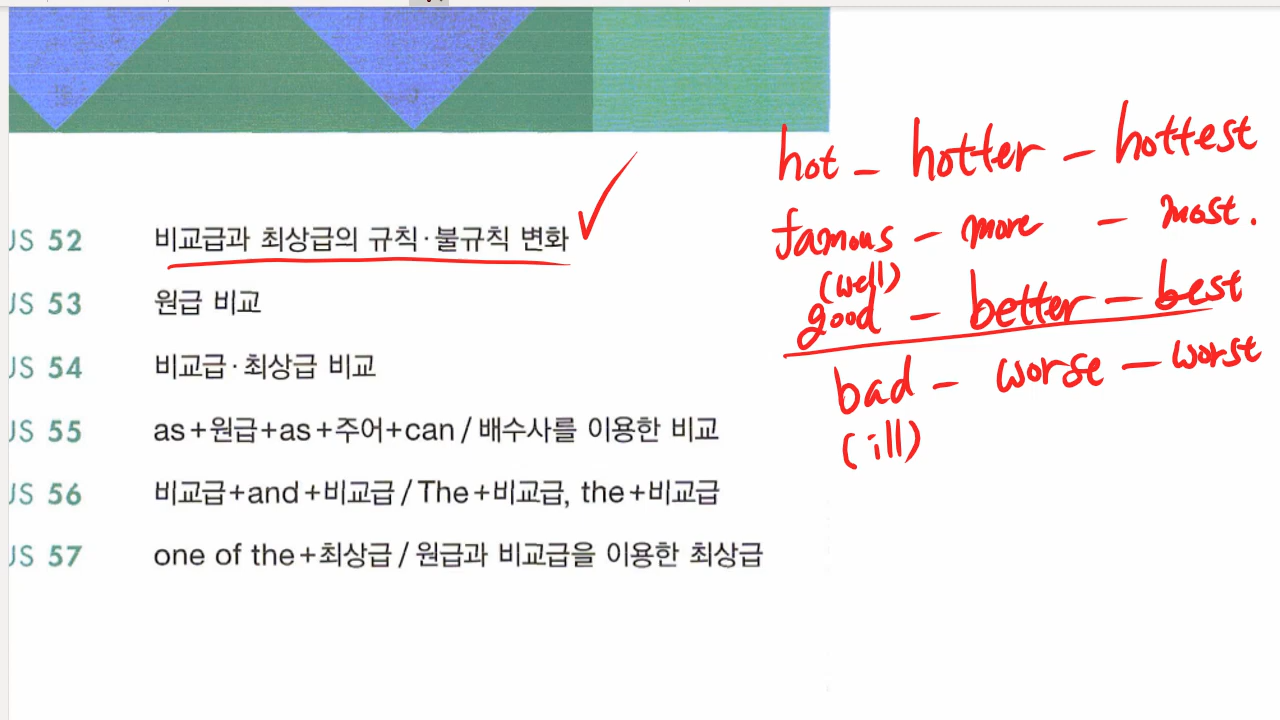 US 52 비교급과 최상급의 규칙·불규칙 변화
US 53 원급 비교
US 54 비교급·최상급 비교
US 55 as+원급+as+주어+can / 배수사를 이용한 비교
US 56 비교급+and+비교급 / The+비교급, the+비교급
US 57 one of the+최상급 / 원급과 비교급을 이용한 최상급
hot - hotter - hottest
famous - more - most.
(well)
good - better - best
bad - worse - worst
(ill)